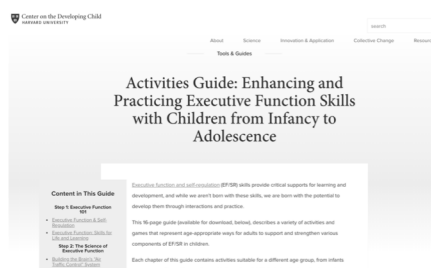 Center on the Developing Child
HARVARD UNIVERSITY
search
About Science Innovation & Application Collective Change Resourc
Tools & Guides
Activities Guide: Enhancing and
Practicing Executive Function Skills
with Children from Infancy to
Adolescence
Content in This Guide
Step 1: Executive Function
101
Executive Function & Self-
Regulation
Executive Function: Skills for
Life and Learning
Step 2: The Science of
Executive Function
Building the Brain's "Air
Traffic Control" System
Executive function and self-regulation (EF/SR) skills provide critical supports for learning and
development, and while we aren't born with these skills, we are born with the potential to
develop them through interactions and practice.
This 16-page guide (available for download, below), describes a variety of activities and
games that represent age-appropriate ways for adults to support and strengthen various
components of EF/SR in children.
Each chapter of this guide contains activities suitable for a different age group, from infants